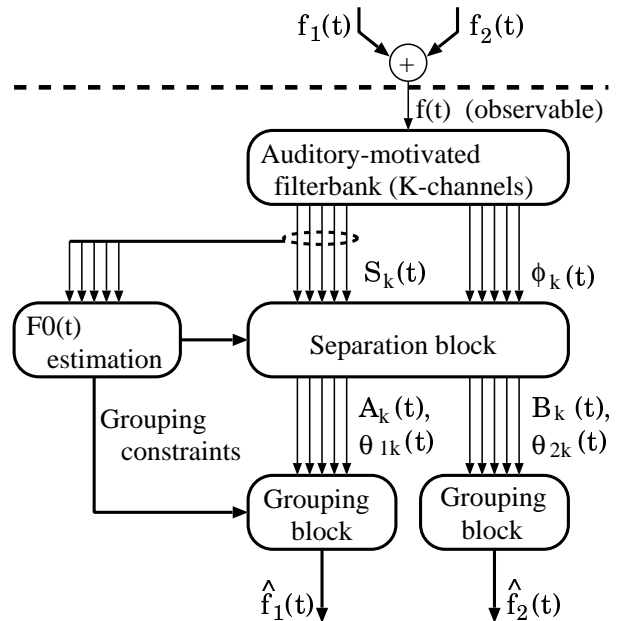 f₁(t) f₂(t)
+
f(t) (observable)
Auditory-motivated
filterbank (K-channels)
Sₖ(t) ϕₖ(t)
F0(t)
estimation
Separation block
Grouping
constraints
Aₖ(t), Bₖ(t),
θ₁ₖ(t) θ₂ₖ(t)
Grouping
block
Grouping
block
f̂₁(t) f̂₂(t)